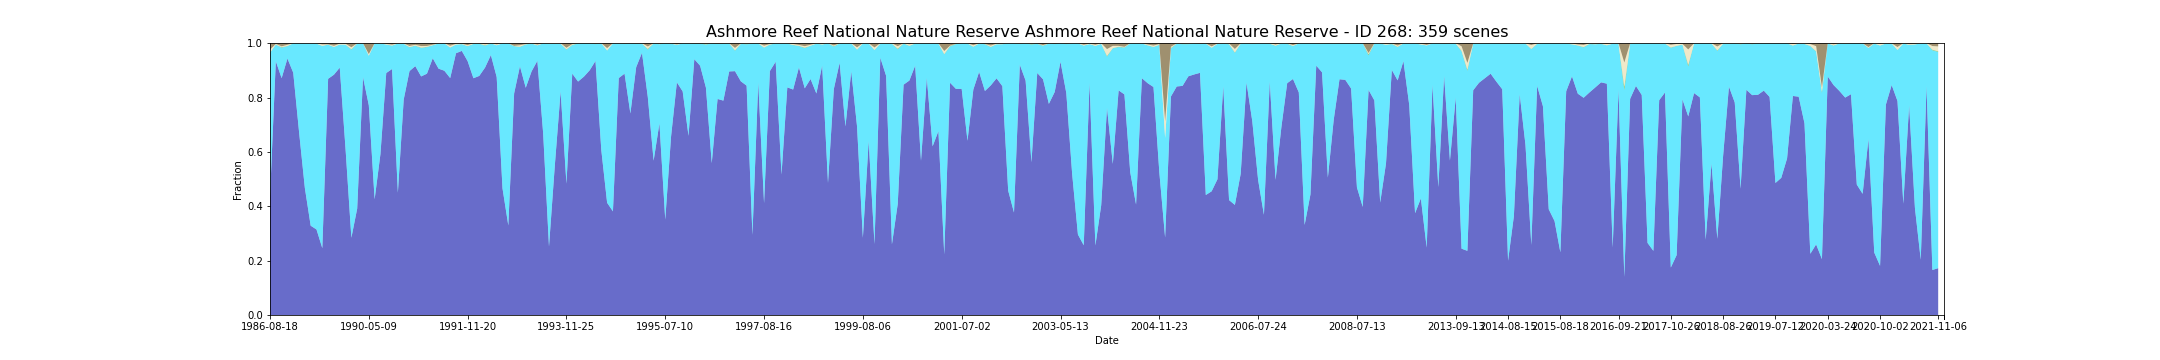 Ashmore Reef National Nature Reserve Ashmore Reef National Nature Reserve - ID 268: 359 scenes
1.0
0.8
0.6
0.4
0.2
0.0
Fraction
1986-08-18 1990-05-09 1991-11-20 1993-11-25 1995-07-10 1997-08-16 1999-08-06 2001-07-02 2003-05-13 2004-11-23 2006-07-24 2008-07-13 2013-09-13 2014-08-15 2015-08-18 2016-09-21 2017-10-26 2018-08-26 2019-07-12 2020-03-24 2020-10-02 2021-11-06
Date